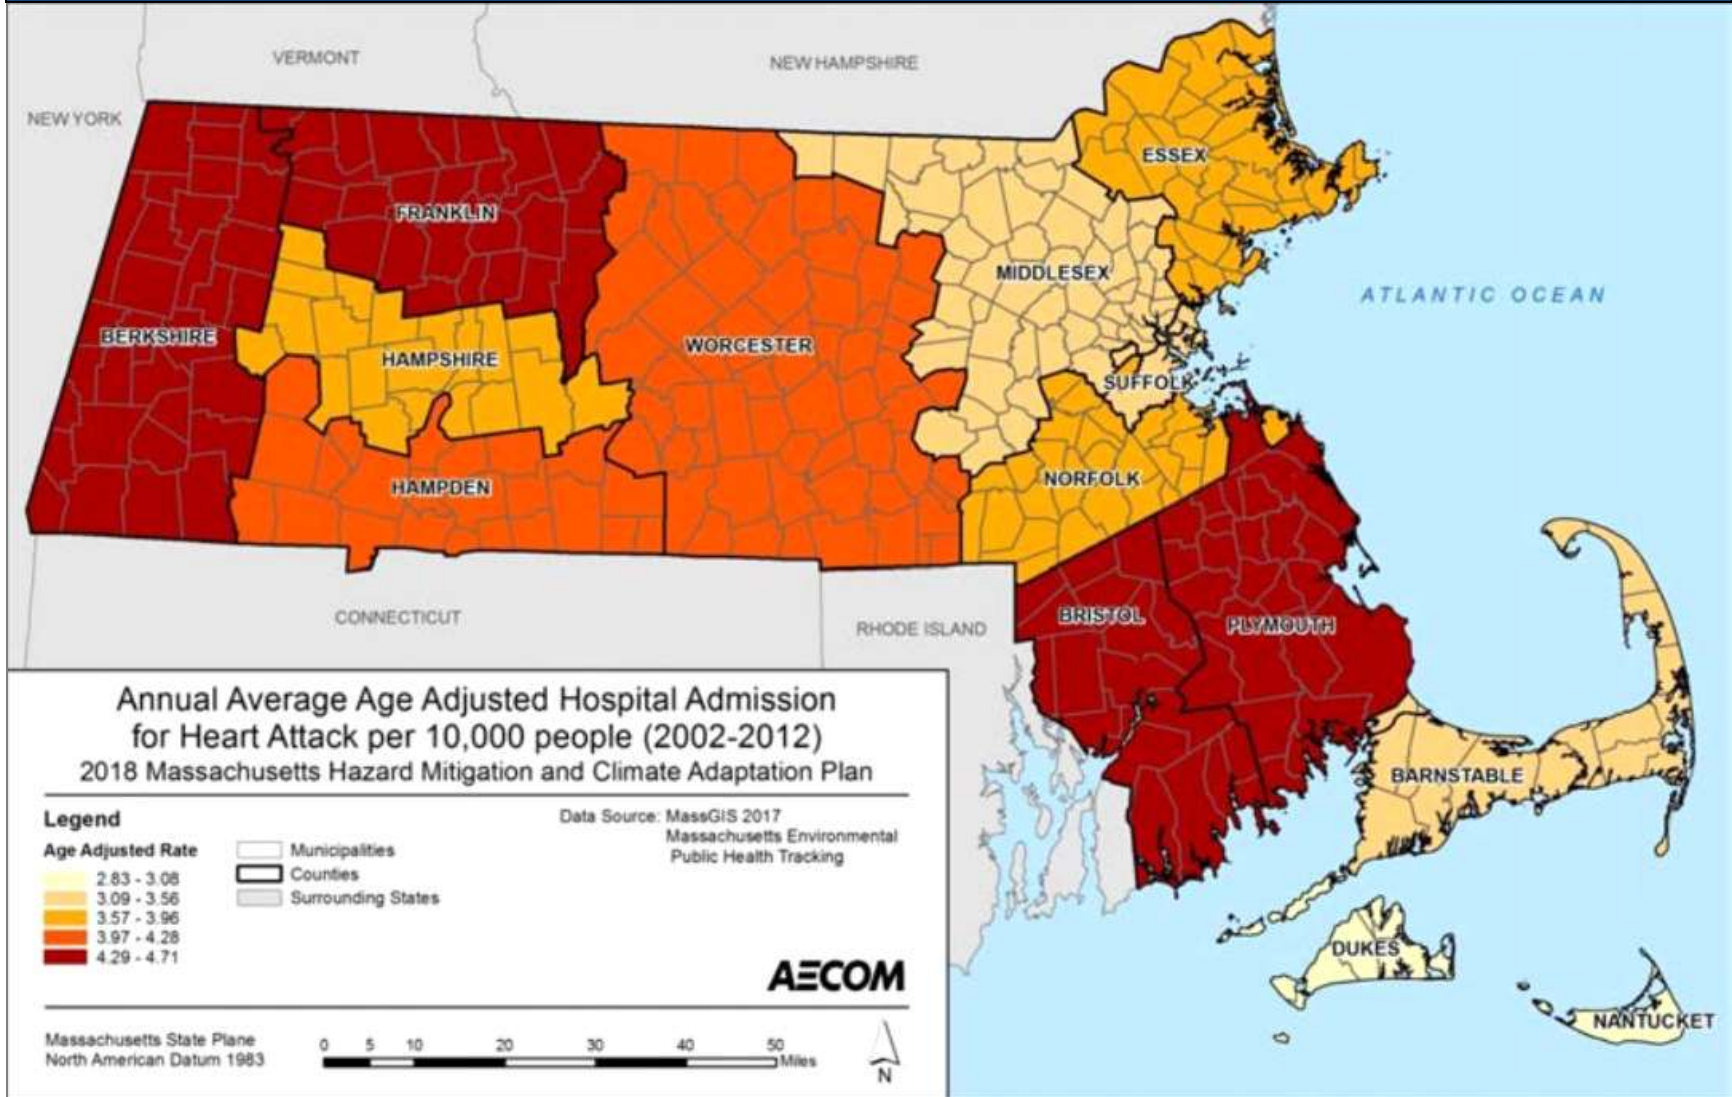 VERMONT
NEW HAMPSHIRE
NEW YORK
ESSEX
FRANKLIN
MIDDLESEX
ATLANTIC OCEAN
BERKSHIRE
HAMPSHIRE
WORCESTER
SUFFOLK
HAMPDEN
NORFOLK
CONNECTICUT
RHODE ISLAND
BRISTOL
PLYMOUTH
BARNSTABLE
DUKES
NANTUCKET
Annual Average Age Adjusted Hospital Admission
for Heart Attack per 10,000 people (2002-2012)
2018 Massachusetts Hazard Mitigation and Climate Adaptation Plan
Legend
Age Adjusted Rate
2.83 - 3.08
3.09 - 3.56
3.57 - 3.96
3.97 - 4.28
4.29 - 4.71
Municipalities
Counties
Surrounding States
Data Source: MassGIS 2017
Massachusetts Environmental
Public Health Tracking
AECOM
Massachusetts State Plane
North American Datum 1983
0 5 10 20 30 40 50
Miles
N